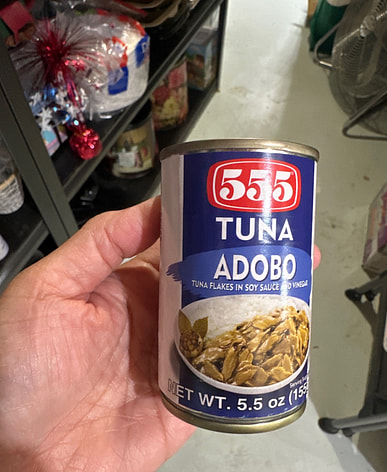 555
TUNA
ADOBO
TUNA FLAKES IN SOY SAUCE AND VINEGAR
NET WT. 5.5 oz (155